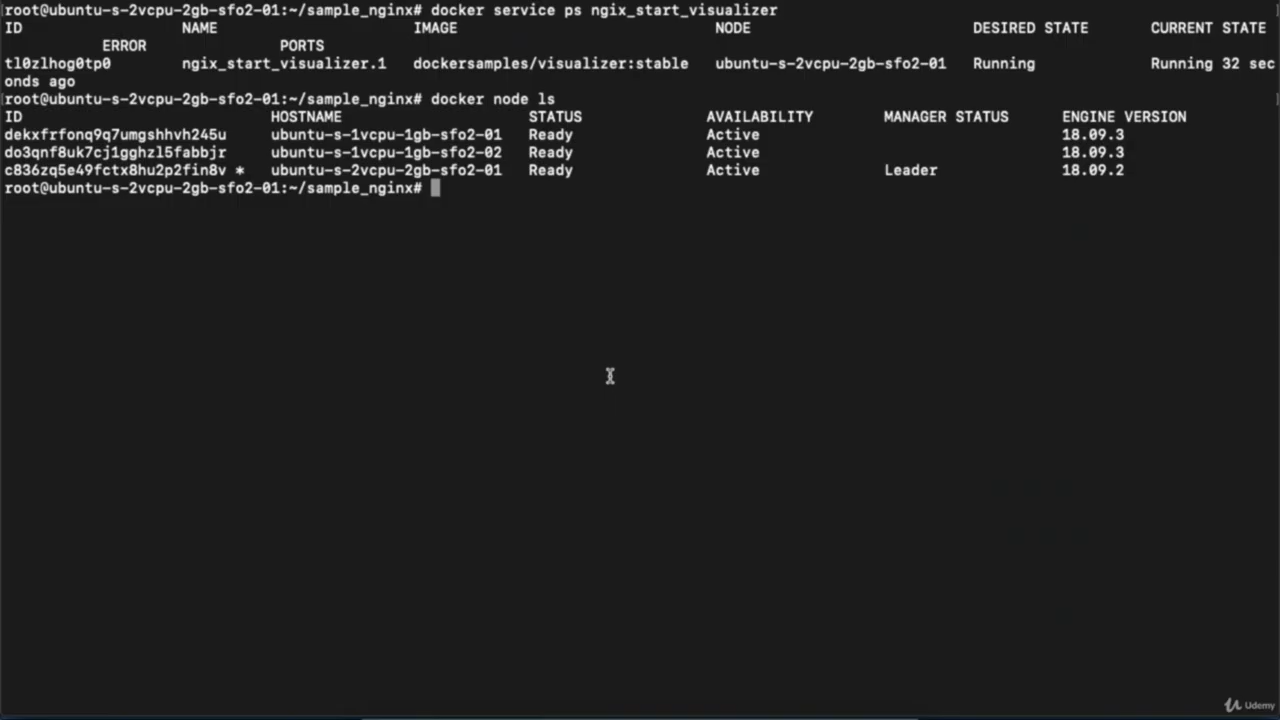 root@ubuntu-s-2vcpu-2gb-sfo2-01:~/sample_nginx# docker service ps ngix_start_visualizer
ID NAME IMAGE NODE DESIRED STATE CURRENT STATE
ERROR PORTS
tl0zlhog0tp0 ngix_start_visualizer.1 dockersamples/visualizer:stable ubuntu-s-2vcpu-2gb-sfo2-01 Running Running 32 sec
onds ago
root@ubuntu-s-2vcpu-2gb-sfo2-01:~/sample_nginx# docker node ls
ID HOSTNAME STATUS AVAILABILITY MANAGER STATUS ENGINE VERSION
dekxfrfonq9q7umgshhvh245u ubuntu-s-1vcpu-1gb-sfo2-01 Ready Active 18.09.3
do3qnf8uk7cj1gghzl5fabbjr ubuntu-s-1vcpu-1gb-sfo2-02 Ready Active 18.09.3
c836zq5e49fctx8hu2p2fin8v * ubuntu-s-2vcpu-2gb-sfo2-01 Ready Active Leader 18.09.2
root@ubuntu-s-2vcpu-2gb-sfo2-01:~/sample_nginx#
Udemy